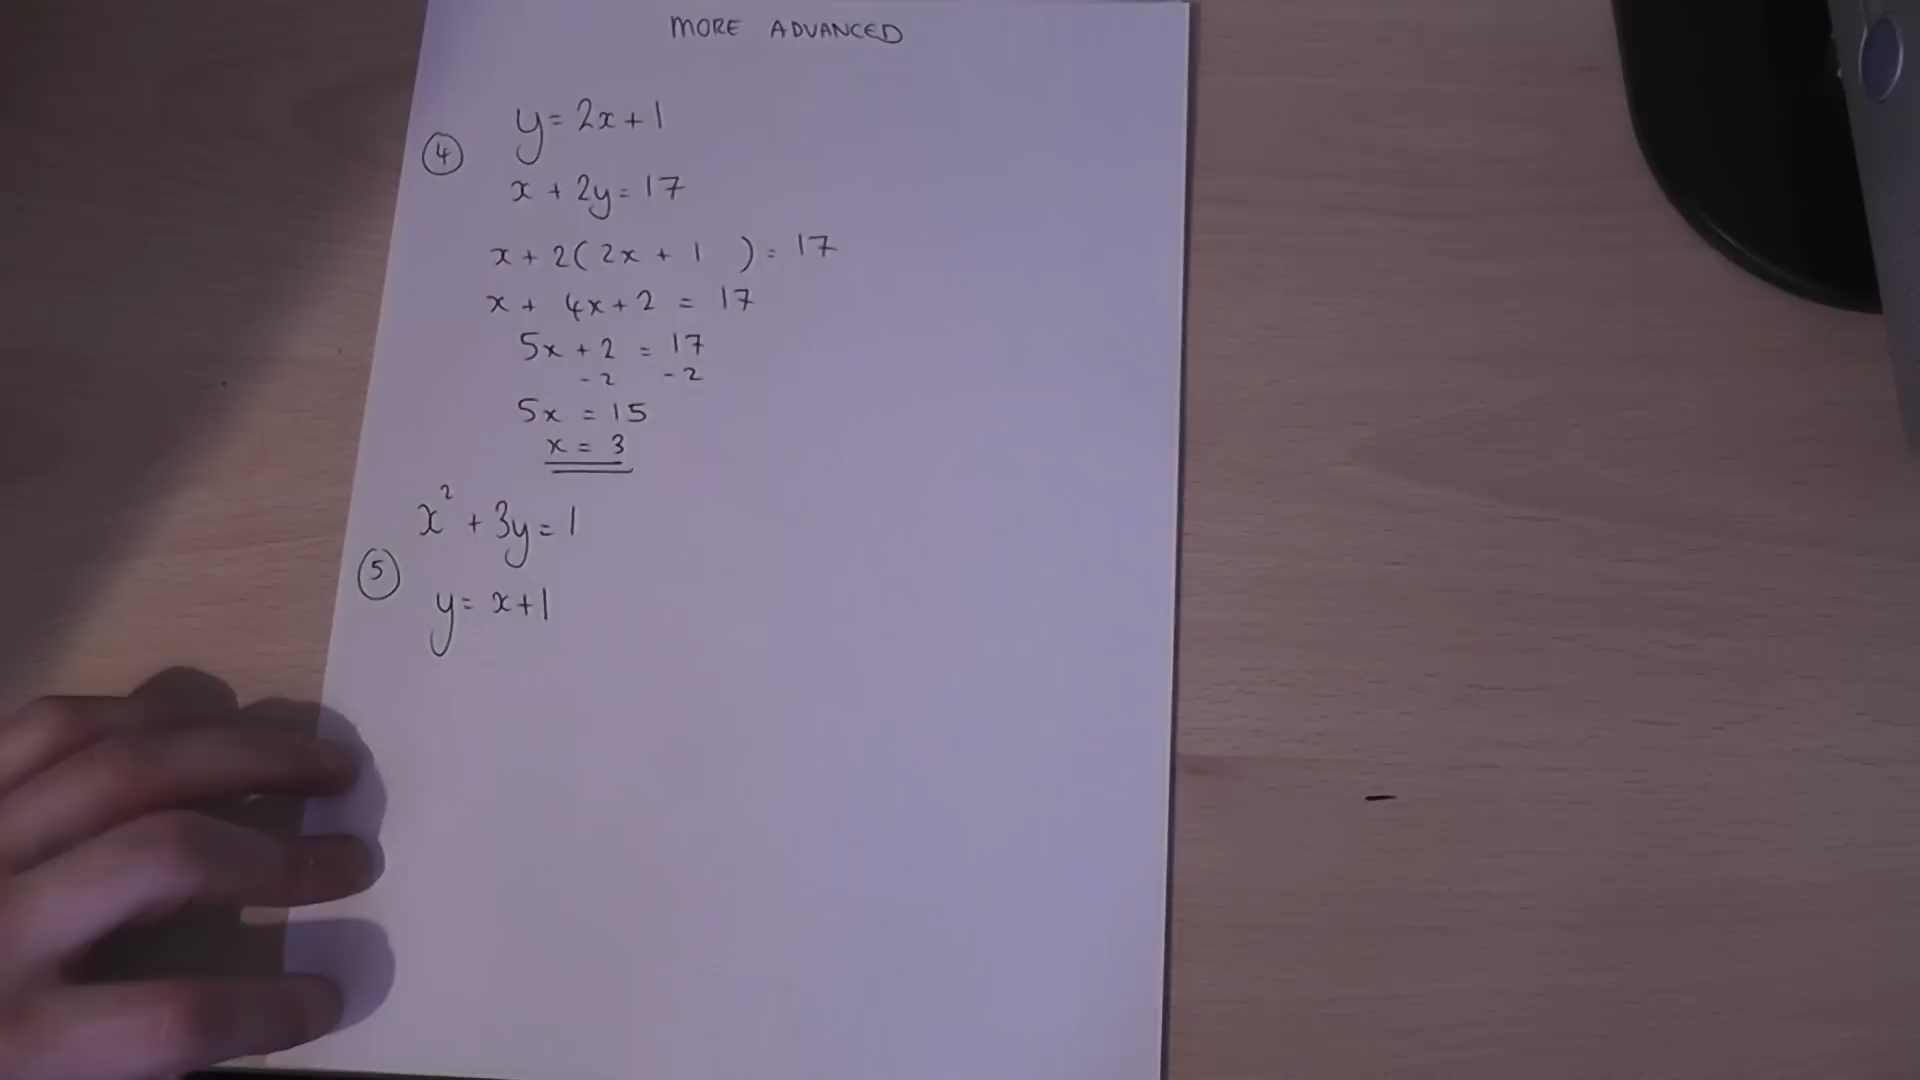 MORE ADVANCED
④
y = 2x + 1
x + 2y = 17
x + 2( 2x + 1 ) = 17
x + 4x + 2 = 17
5x + 2 = 17
- 2 - 2
5x = 15
x = 3
x² + 3y = 1
⑤
y = x + 1